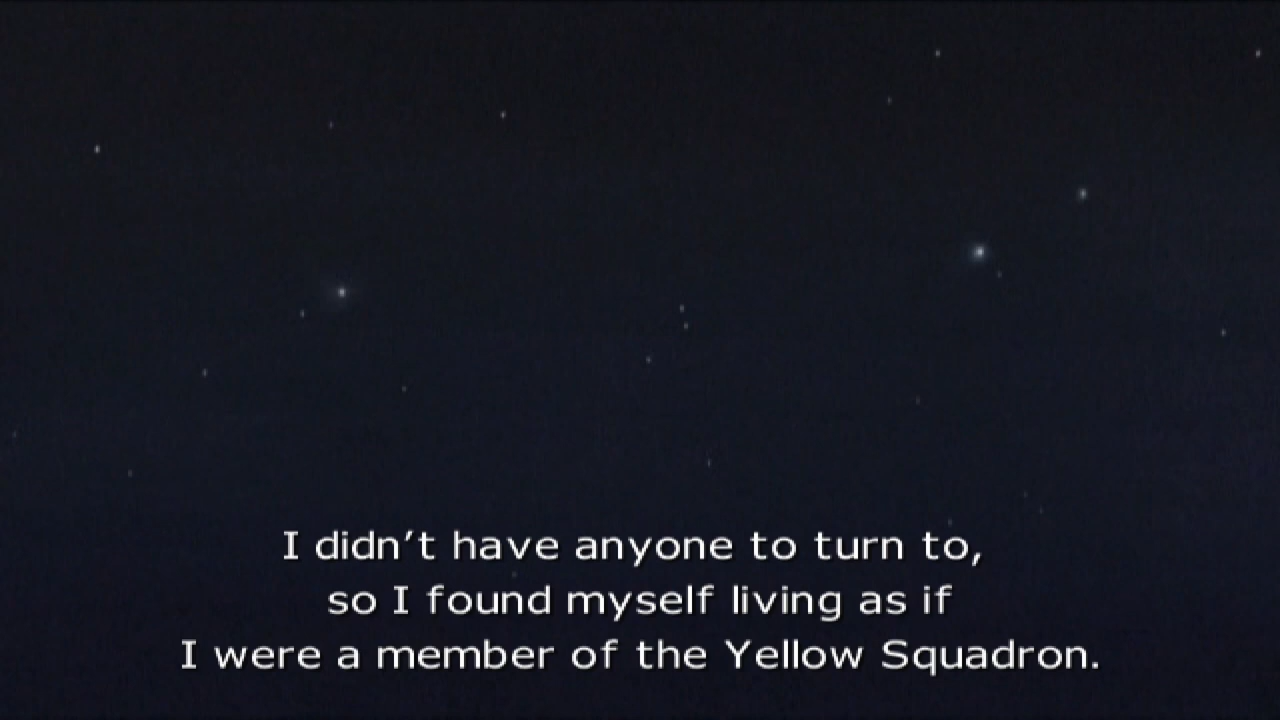 I didn't have anyone to turn to,
so I found myself living as if
I were a member of the Yellow Squadron.